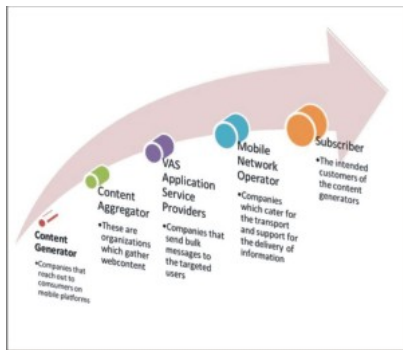 Content
Generator
•Companies that
reach out to
comsumers on
mobile platforms
Content
Aggregator
•These are
organizations
which gather
webcontent
VAS
Application
Service
Providers
•Companies that
send bulk
messages to
the targeted
users
Mobile
Network
Operator
•Companies
which cater for
the transport
and support for
the delivery of
information
Subscriber
•The intended
customers of
the content
generators